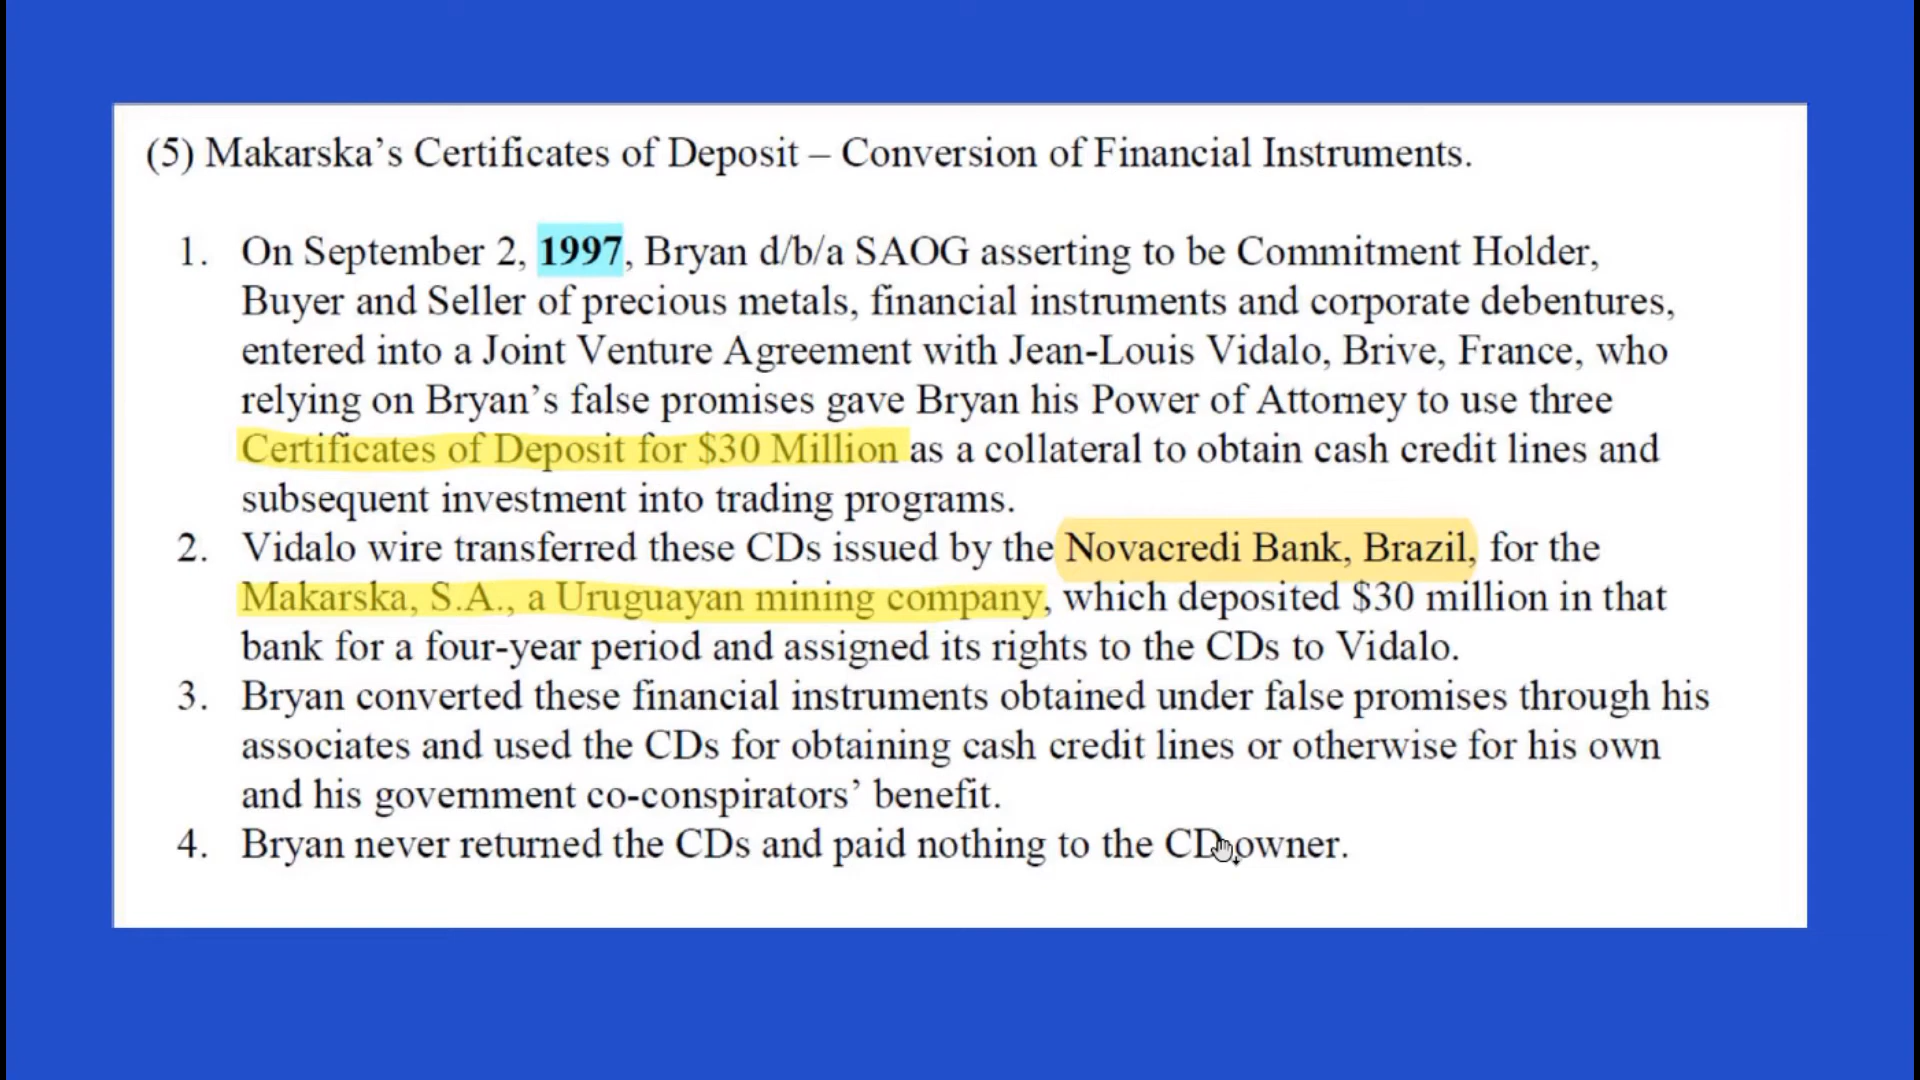 (5) Makarska’s Certificates of Deposit – Conversion of Financial Instruments.
1. On September 2, 1997, Bryan d/b/a SAOG asserting to be Commitment Holder,
Buyer and Seller of precious metals, financial instruments and corporate debentures,
entered into a Joint Venture Agreement with Jean-Louis Vidalo, Brive, France, who
relying on Bryan’s false promises gave Bryan his Power of Attorney to use three
Certificates of Deposit for $30 Million as a collateral to obtain cash credit lines and
subsequent investment into trading programs.
2. Vidalo wire transferred these CDs issued by the Novacredi Bank, Brazil, for the
Makarska, S.A., a Uruguayan mining company, which deposited $30 million in that
bank for a four-year period and assigned its rights to the CDs to Vidalo.
3. Bryan converted these financial instruments obtained under false promises through his
associates and used the CDs for obtaining cash credit lines or otherwise for his own
and his government co-conspirators’ benefit.
4. Bryan never returned the CDs and paid nothing to the CD owner.